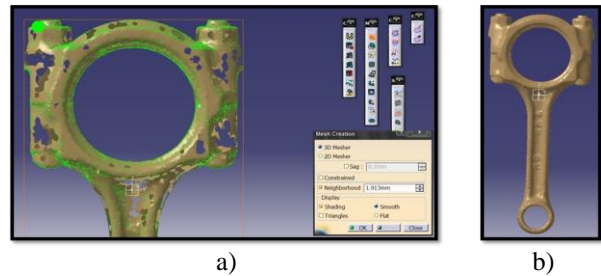 Mesh Creation
3D Mesher
2D Mesher
Sag :
Constrained
Neighborhood 1.913mm
Display
Shading Smooth
Triangles Flat
OK Close
a) b)